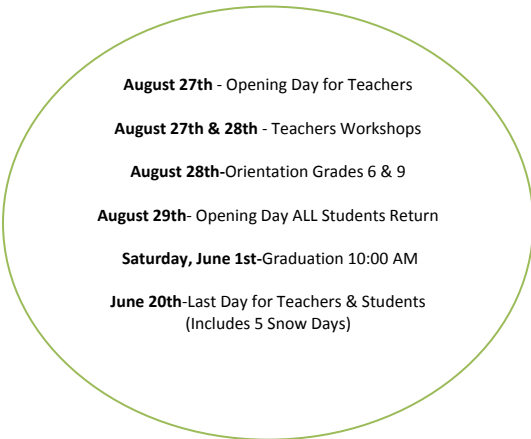 August 27th - Opening Day for Teachers
August 27th & 28th - Teachers Workshops
August 28th-Orientation Grades 6 & 9
August 29th- Opening Day ALL Students Return
Saturday, June 1st-Graduation 10:00 AM
June 20th-Last Day for Teachers & Students
(Includes 5 Snow Days)